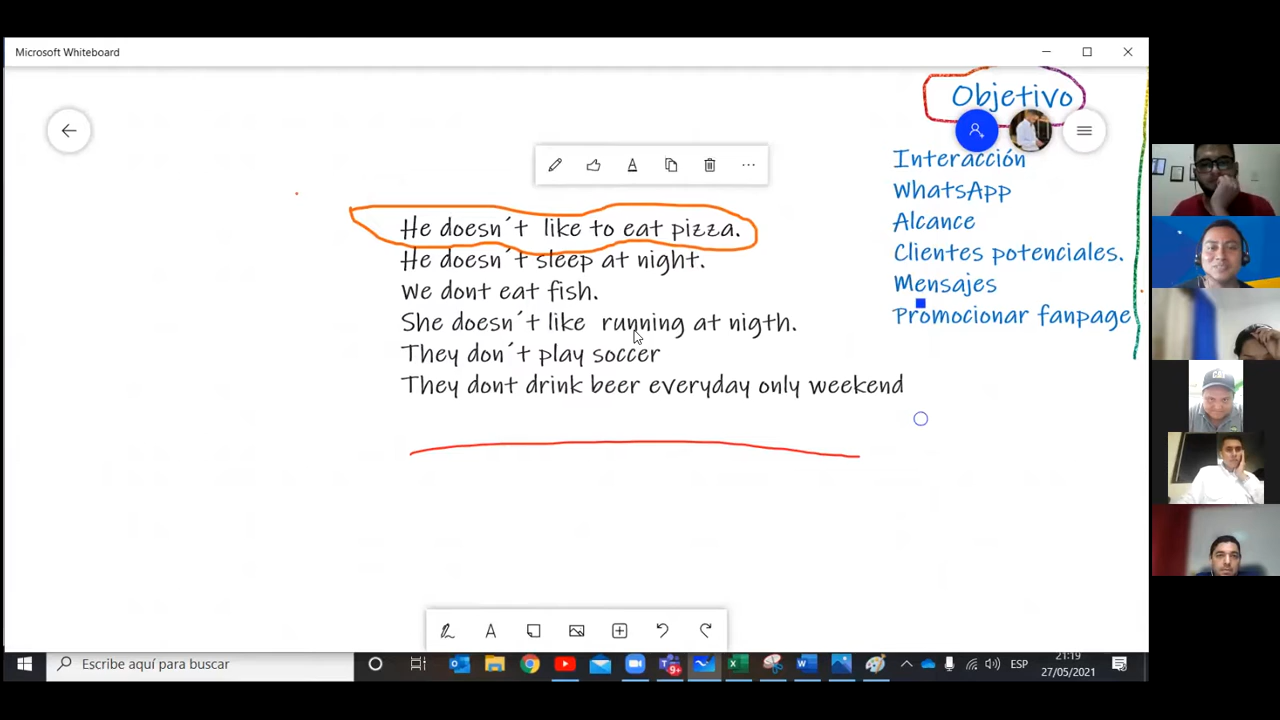 Microsoft Whiteboard
Objetivo
Interacción
WhatsApp
Alcance
Clientes potenciales.
Mensajes
Promocionar fanpage
He doesn´t like to eat pizza.
He doesn´t sleep at night.
We dont eat fish.
She doesn´t like running at nigth.
They don´t play soccer
They dont drink beer everyday only weekend
Escribe aquí para buscar
9+
ESP
21:19
27/05/2021